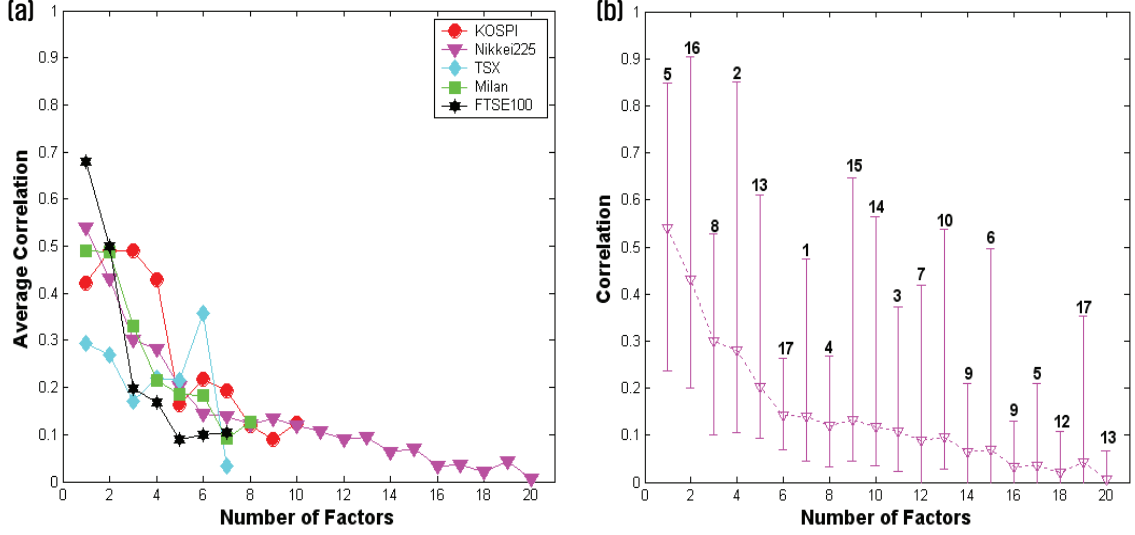 (a)
KOSPI
Nikkei225
TSX
Milan
FTSE100
1
0.9
0.8
0.7
0.6
0.5
0.4
0.3
0.2
0.1
0
Average Correlation
0 2 4 6 8 10 12 14 16 18 20
Number of Factors
(b)
1
0.9
0.8
0.7
0.6
0.5
0.4
0.3
0.2
0.1
0
Correlation
5 16 8 2 13 17 1 4 15 14 3 7 10 9 6 9 5 12 17 13
0 2 4 6 8 10 12 14 16 18 20
Number of Factors